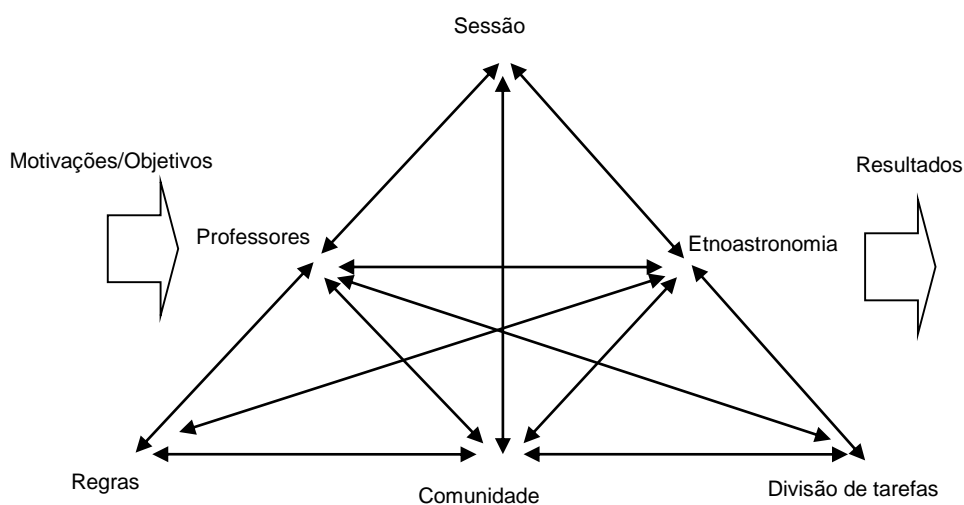 Sessão
Motivações/Objetivos
Resultados
Professores
Etnoastronomia
Regras
Comunidade
Divisão de tarefas